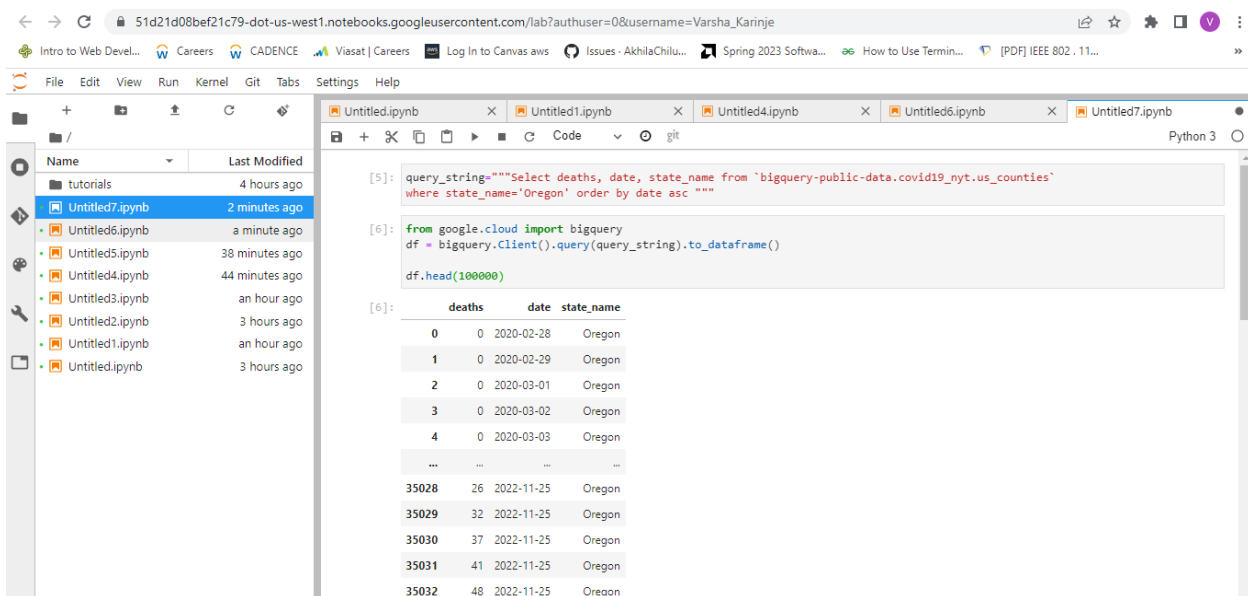 51d21d08bef21c79-dot-us-west1.notebooks.googleusercontent.com/lab?authuser=0&username=Varsha_Karinje
V
Intro to Web Devel... Careers CADENCE Viasat | Careers aws Log In to Canvas aws Issues · AkhilaChilu... Spring 2023 Softwa... How to Use Termin... [PDF] IEEE 802 . 11... »
File Edit View Run Kernel Git Tabs Settings Help
Untitled.ipynb Untitled1.ipynb Untitled4.ipynb Untitled6.ipynb Untitled7.ipynb
/
Code git Python 3
Name Last Modified
tutorials 4 hours ago
Untitled7.ipynb 2 minutes ago
Untitled6.ipynb a minute ago
Untitled5.ipynb 38 minutes ago
Untitled4.ipynb 44 minutes ago
Untitled3.ipynb an hour ago
Untitled2.ipynb 3 hours ago
Untitled1.ipynb an hour ago
Untitled.ipynb 3 hours ago
[5]: query_string="""Select deaths, date, state_name from `bigquery-public-data.covid19_nyt.us_counties`
where state_name='Oregon' order by date asc """
[6]: from google.cloud import bigquery
df = bigquery.Client().query(query_string).to_dataframe()
df.head(100000)
[6]: deaths date state_name
0 0 2020-02-28 Oregon
1 0 2020-02-29 Oregon
2 0 2020-03-01 Oregon
3 0 2020-03-02 Oregon
4 0 2020-03-03 Oregon
... ... ... ...
35028 26 2022-11-25 Oregon
35029 32 2022-11-25 Oregon
35030 37 2022-11-25 Oregon
35031 41 2022-11-25 Oregon
35032 48 2022-11-25 Oregon